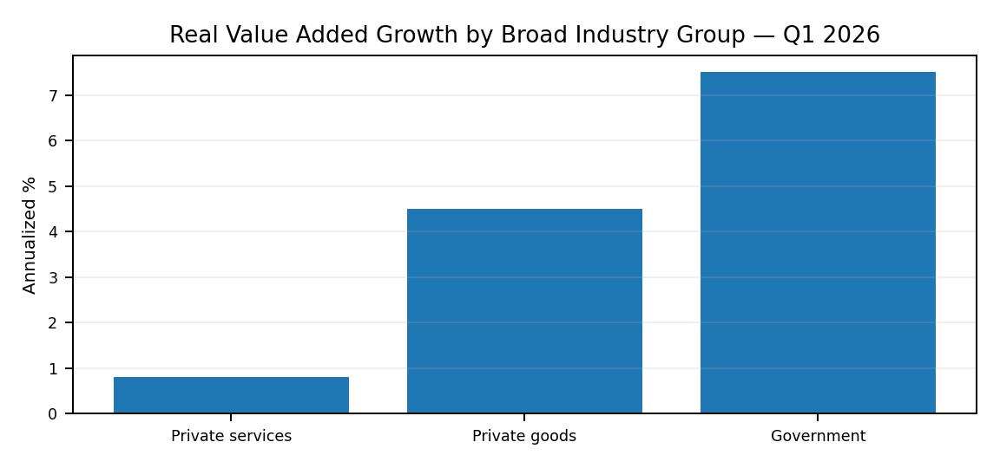 Real Value Added Growth by Broad Industry Group — Q1 2026
Annualized %
7
6
5
4
3
2
1
0
Private services
Private goods
Government